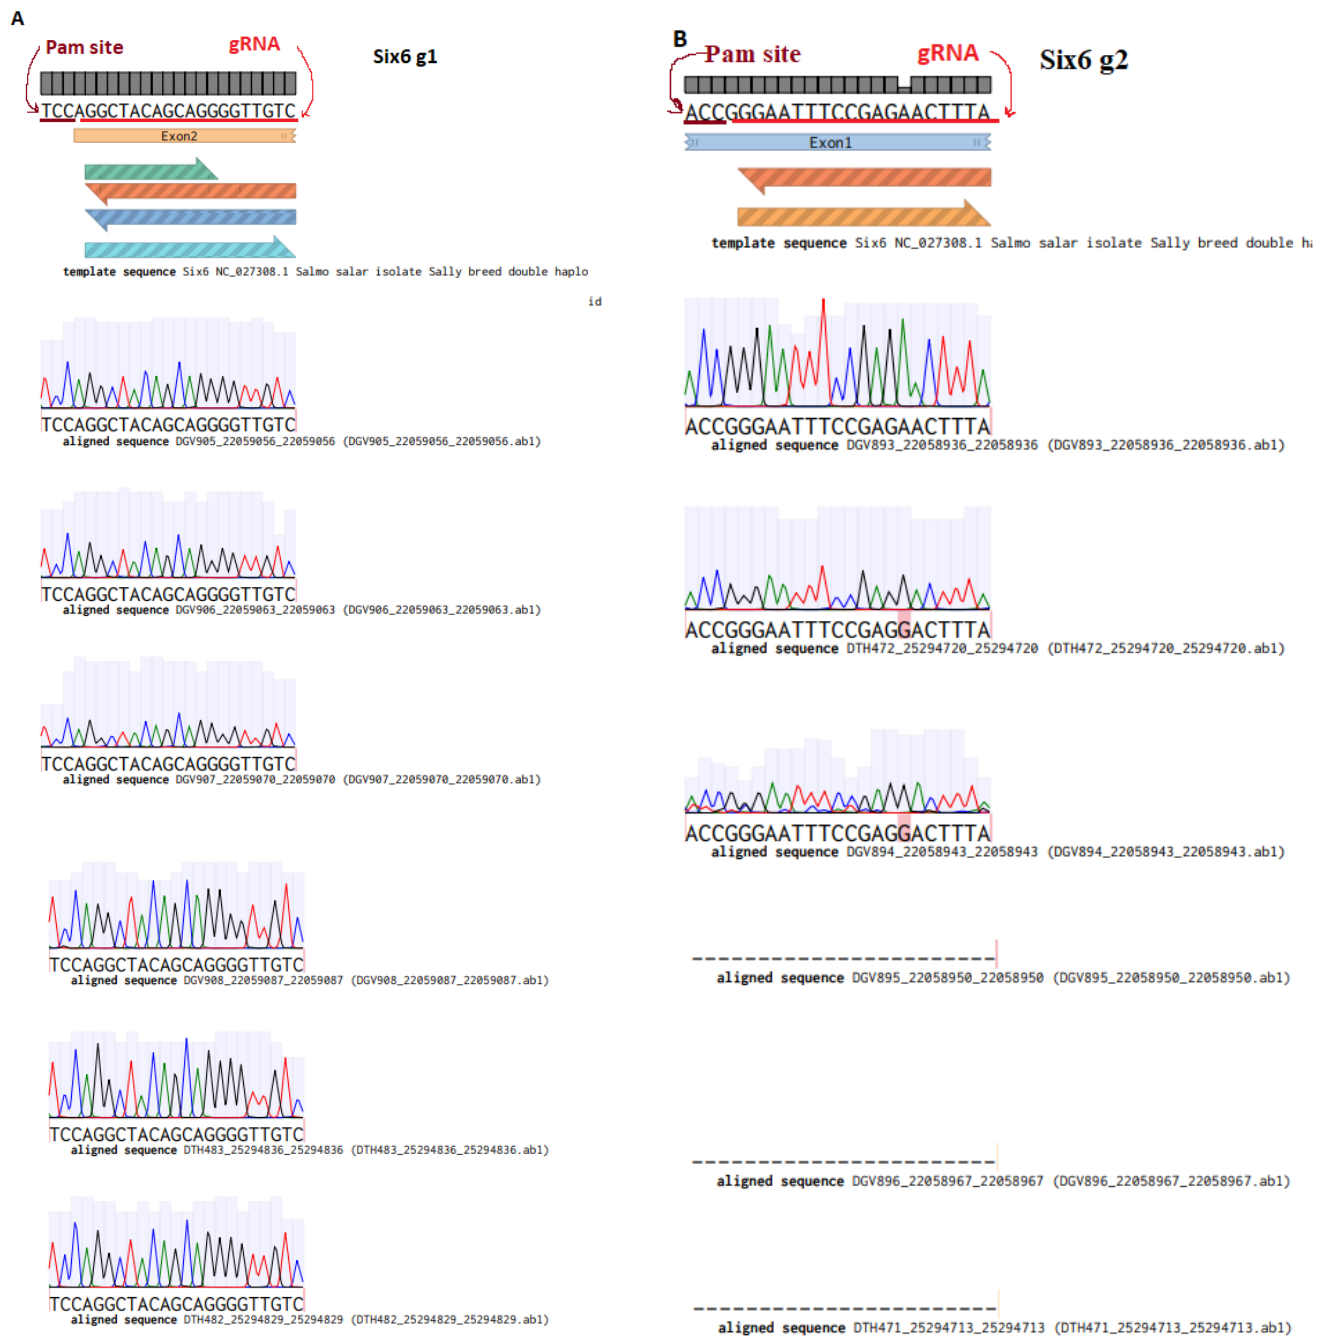 A
Pam site
gRNA
Six6 g1
TCCAGGCTACAGCAGGGGTTGTC
Exon2
template sequence Six6 NC_027308.1 Salmo salar isolate Sally breed double haplo
id
TCCAGGCTACAGCAGGGGTTGTC
aligned sequence DGV905_22059056_22059056 (DGV905_22059056_22059056.ab1)
TCCAGGCTACAGCAGGGGTTGTC
aligned sequence DGV906_22059063_22059063 (DGV906_22059063_22059063.ab1)
TCCAGGCTACAGCAGGGGTTGTC
aligned sequence DGV907_22059070_22059070 (DGV907_22059070_22059070.ab1)
TCCAGGCTACAGCAGGGGTTGTC
aligned sequence DGV908_22059087_22059087 (DGV908_22059087_22059087.ab1)
TCCAGGCTACAGCAGGGGTTGTC
aligned sequence DTH483_25294836_25294836 (DTH483_25294836_25294836.ab1)
TCCAGGCTACAGCAGGGGTTGTC
aligned sequence DTH482_25294829_25294829 (DTH482_25294829_25294829.ab1)
B
Pam site
gRNA
Six6 g2
ACCGGGAATTTCCGAGAACTTTA
Exon1
template sequence Six6 NC_027308.1 Salmo salar isolate Sally breed double ha
ACCGGGAATTTCCGAGAACTTTA
aligned sequence DGV893_22058936_22058936 (DGV893_22058936_22058936.ab1)
ACCGGGAATTTCCGAGGACTTTA
aligned sequence DTH472_25294720_25294720 (DTH472_25294720_25294720.ab1)
ACCGGGAATTTCCGAGGACTTTA
aligned sequence DGV894_22058943_22058943 (DGV894_22058943_22058943.ab1)
-----------------------
aligned sequence DGV895_22058950_22058950 (DGV895_22058950_22058950.ab1)
-----------------------
aligned sequence DGV896_22058967_22058967 (DGV896_22058967_22058967.ab1)
-----------------------
aligned sequence DTH471_25294713_25294713 (DTH471_25294713_25294713.ab1)